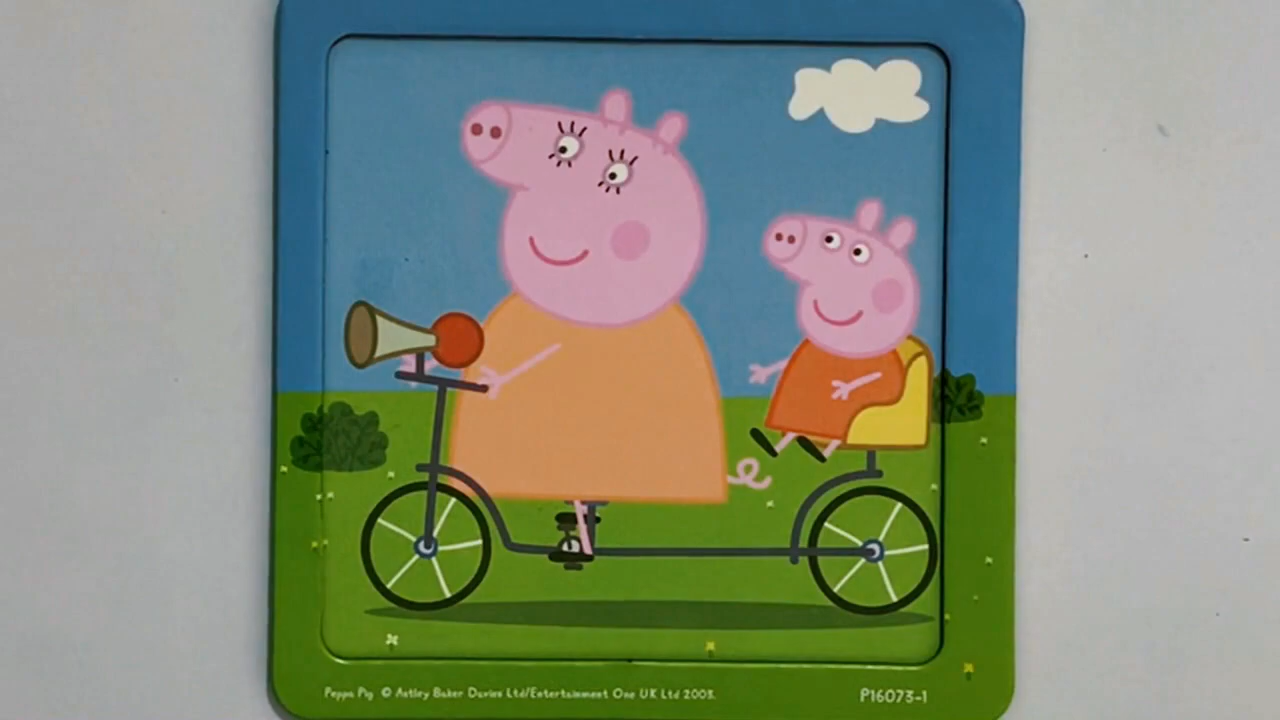 Peppa Pig © Astley Baker Davies Ltd/Entertainment One UK Ltd 2003.
P16073-1